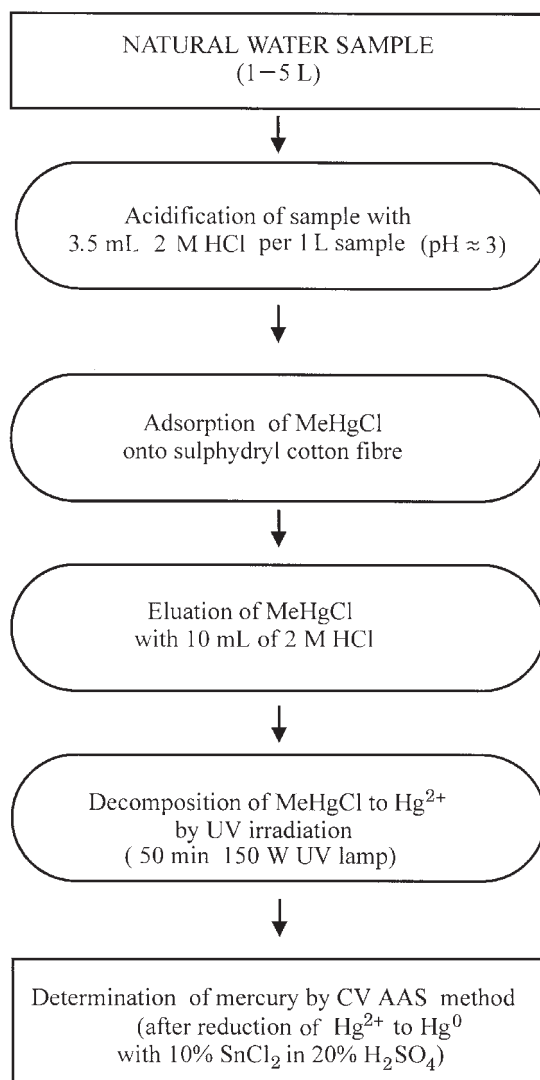 NATURAL WATER SAMPLE
(1−5 L)
Acidification of sample with
3.5 mL 2 M HCl per 1 L sample (pH ≈ 3)
Adsorption of MeHgCl
onto sulphydryl cotton fibre
Eluation of MeHgCl
with 10 mL of 2 M HCl
Decomposition of MeHgCl to Hg²⁺
by UV irradiation
( 50 min 150 W UV lamp)
Determination of mercury by CV AAS method
(after reduction of Hg²⁺ to Hg⁰
with 10% SnCl₂ in 20% H₂SO₄)